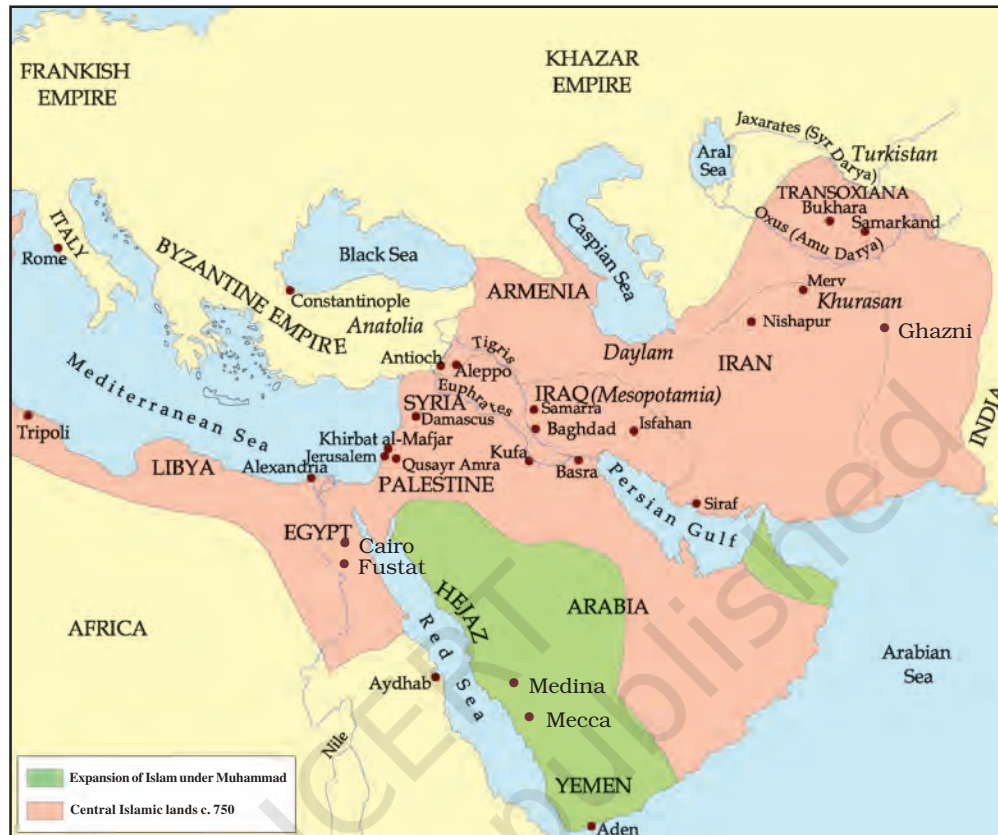 FRANKISH
EMPIRE
KHAZAR
EMPIRE
Jaxarates (Syr Darya)
Turkistan
Aral
Sea
TRANSOXIANA
Bukhara
Samarkand
Oxus (Amu Darya)
ITALY
Rome
BYZANTINE EMPIRE
Black Sea
Caspian Sea
Constantinople
Anatolia
ARMENIA
Merv
Khurasan
Nishapur
Ghazni
Daylam
IRAN
Antioch
Aleppo
Tigris
Euphrates
Mediterranean Sea
SYRIA
Damascus
IRAQ (Mesopotamia)
Samarra
Baghdad
Isfahan
INDIA
Tripoli
Khirbat al-Mafjar
Jerusalem
Qusayr Amra
Kufa
Basra
LIBYA
Alexandria
PALESTINE
Persian Gulf
Siraf
EGYPT
Cairo
Fustat
HEJAZ
ARABIA
AFRICA
Red Sea
Arabian
Sea
Aydhab
Medina
Mecca
Nile
YEMEN
Aden
Expansion of Islam under Muhammad
Central Islamic lands c. 750
NCERT
published